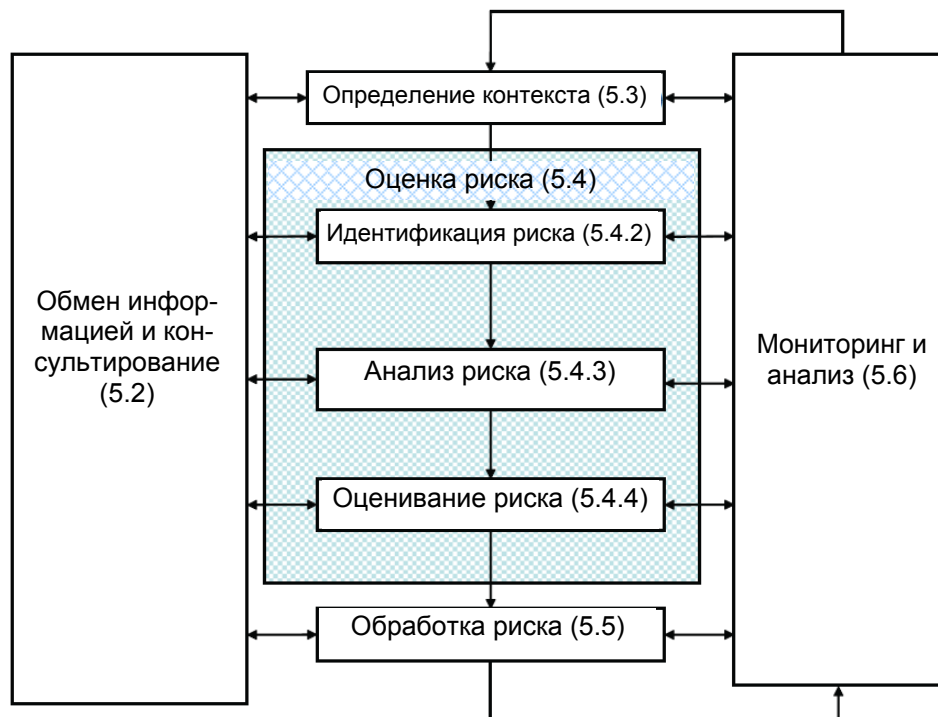 Определение контекста (5.3)
Оценка риска (5.4)
Идентификация риска (5.4.2)
Обмен инфор-
мацией и кон-
сультирование
(5.2)
Анализ риска (5.4.3)
Мониторинг и
анализ (5.6)
Оценивание риска (5.4.4)
Обработка риска (5.5)